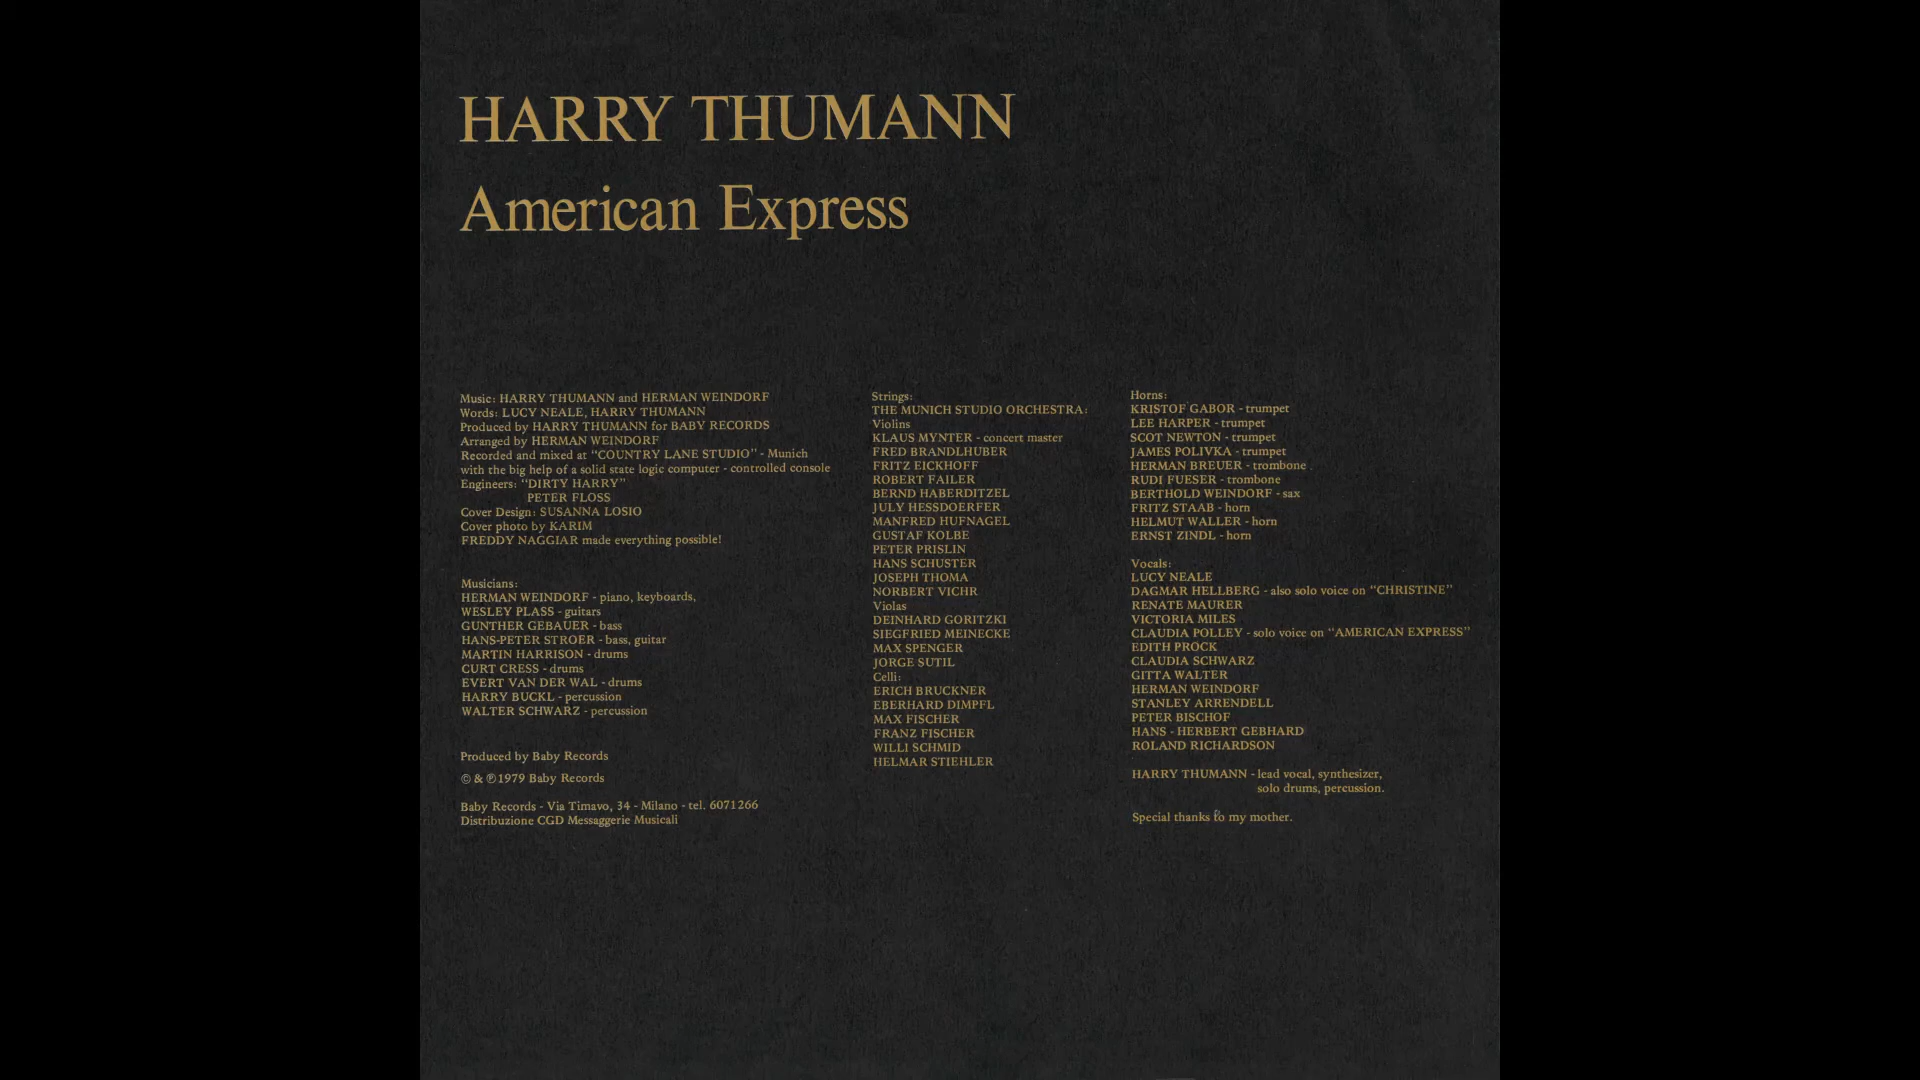 HARRY THUMANN
American Express
Music: HARRY THUMANN and HERMAN WEINDORF
Words: LUCY NEALE, HARRY THUMANN
Produced by HARRY THUMANN for BABY RECORDS
Arranged by HERMAN WEINDORF
Recorded and mixed at "COUNTRY LANE STUDIO" - Munich
with the big help of a solid state logic computer - controlled console
Engineers: "DIRTY HARRY"
PETER FLOSS
Cover Design: SUSANNA LOSIO
Cover photo by KARIM
FREDDY NAGGIAR made everything possible!
Musicians:
HERMAN WEINDORF - piano, keyboards,
WESLEY PLASS - guitars
GUNTHER GEBAUER - bass
HANS-PETER STROER - bass, guitar
MARTIN HARRISON - drums
CURT CRESS - drums
EVERT VAN DER WAL - drums
HARRY BUCKL - percussion
WALTER SCHWARZ - percussion
Produced by Baby Records
© & ℗ 1979 Baby Records
Baby Records - Via Timavo, 34 - Milano - tel. 6071266
Distribuzione CGD Messaggerie Musicali
Strings:
THE MUNICH STUDIO ORCHESTRA:
Violins
KLAUS MYNTER - concert master
FRED BRANDLHUBER
FRITZ EICKHOFF
ROBERT FAILER
BERND HABERDITZEL
JULY HESSDOERFER
MANFRED HUFNAGEL
GUSTAF KOLBE
PETER PRISLIN
HANS SCHUSTER
JOSEPH THOMA
NORBERT VICHR
Violas
DEINHARD GORITZKI
SIEGFRIED MEINECKE
MAX SPENGER
JORGE SUTIL
Celli:
ERICH BRUCKNER
EBERHARD DIMPFL
MAX FISCHER
FRANZ FISCHER
WILLI SCHMID
HELMAR STIEHLER
Horns:
KRISTOF GABOR - trumpet
LEE HARPER - trumpet
SCOT NEWTON - trumpet
JAMES POLIVKA - trumpet
HERMAN BREUER - trombone
RUDI FUESER - trombone
BERTHOLD WEINDORF - sax
FRITZ STAAB - horn
HELMUT WALLER - horn
ERNST ZINDL - horn
Vocals:
LUCY NEALE
DAGMAR HELLBERG - also solo voice on "CHRISTINE"
RENATE MAURER
VICTORIA MILES
CLAUDIA POLLEY - solo voice on "AMERICAN EXPRESS"
EDITH PROCK
CLAUDIA SCHWARZ
GITTA WALTER
HERMAN WEINDORF
STANLEY ARRENDELL
PETER BISCHOF
HANS - HERBERT GEBHARD
ROLAND RICHARDSON
HARRY THUMANN - lead vocal, synthesizer,
solo drums, percussion.
Special thanks to my mother.